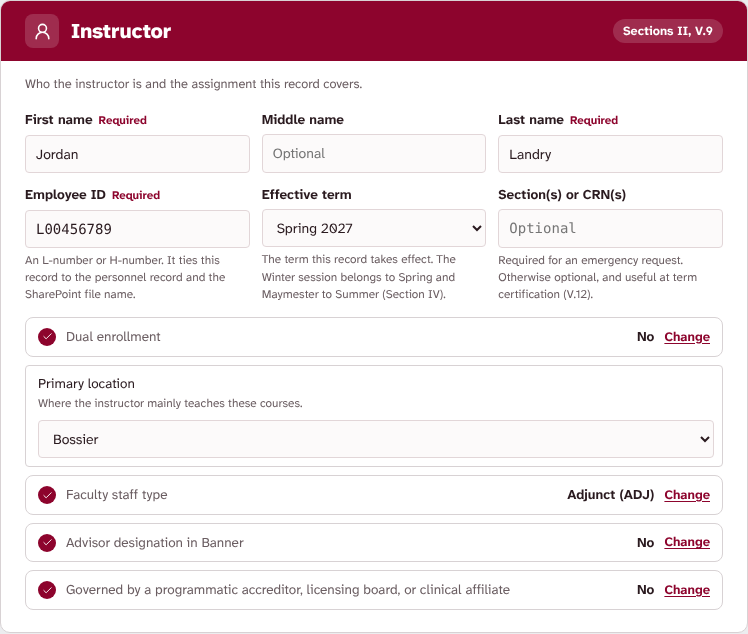 Instructor
Sections II, V.9
Who the instructor is and the assignment this record covers.
First name Required
Middle name
Last name Required
Jordan
Optional
Landry
Employee ID Required
Effective term
Section(s) or CRN(s)
L00456789
Spring 2027
Optional
An L-number or H-number. It ties this
record to the personnel record and the
SharePoint file name.
The term this record takes effect. The
Winter session belongs to Spring and
Maymester to Summer (Section IV).
Required for an emergency request.
Otherwise optional, and useful at term
certification (V.12).
Dual enrollment
No Change
Primary location
Where the instructor mainly teaches these courses.
Bossier
Faculty staff type
Adjunct (ADJ) Change
Advisor designation in Banner
No Change
Governed by a programmatic accreditor, licensing board, or clinical affiliate
No Change